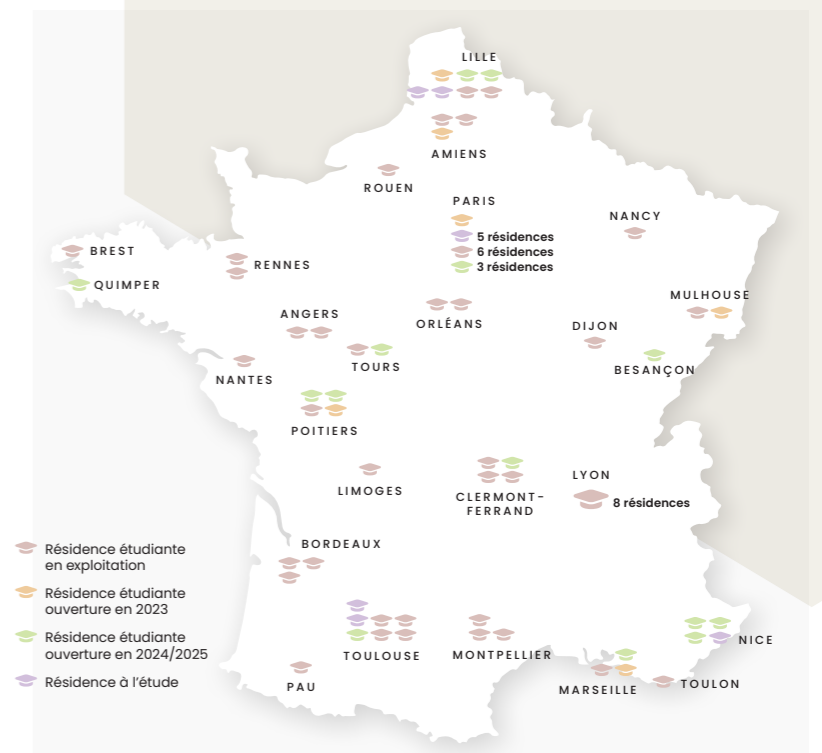 LILLE
AMIENS
ROUEN
PARIS
5 résidences
6 résidences
3 résidences
NANCY
BREST
RENNES
QUIMPER
MULHOUSE
ANGERS
ORLÉANS
DIJON
TOURS
BESANÇON
NANTES
POITIERS
LIMOGES
CLERMONT-
FERRAND
LYON
8 résidences
BORDEAUX
Résidence étudiante
en exploitation
Résidence étudiante
ouverture en 2023
Résidence étudiante
ouverture en 2024/2025
Résidence à l'étude
TOULOUSE
MONTPELLIER
NICE
PAU
MARSEILLE
TOULON